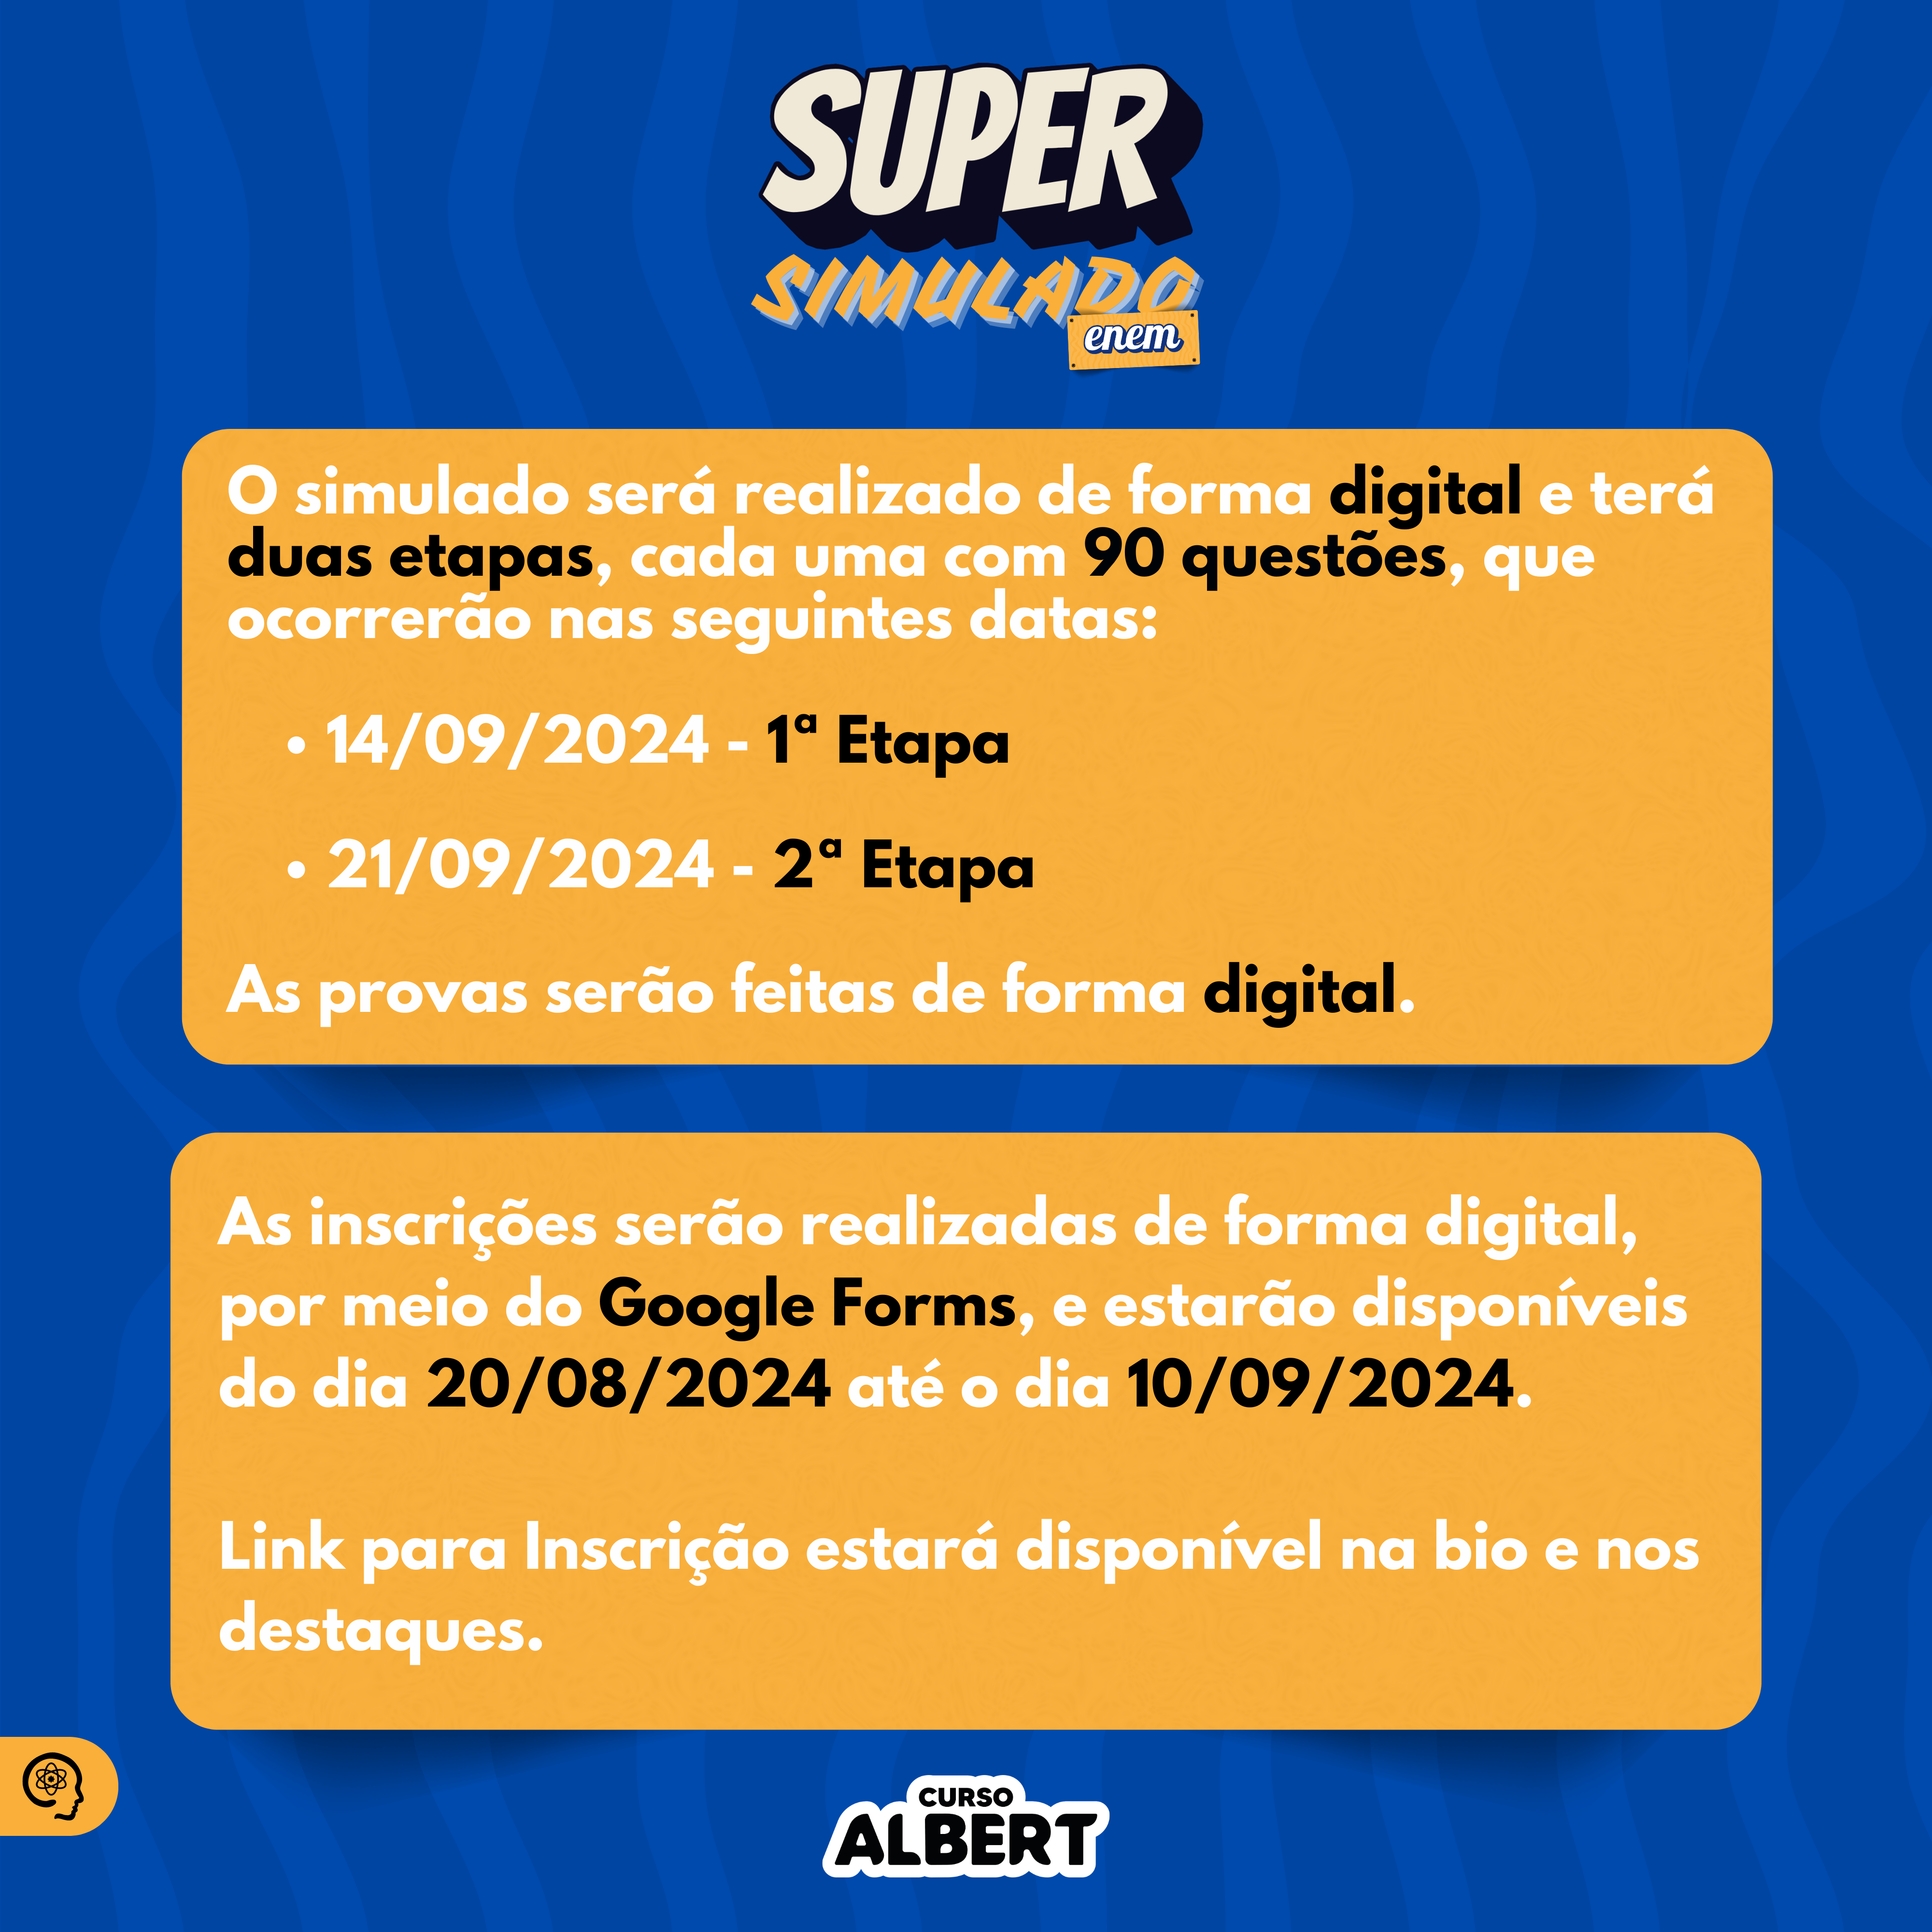 SUPER
SIMULADO
enem
O simulado será realizado de forma digital e terá
duas etapas, cada uma com 90 questões, que
ocorrerão nas seguintes datas:
• 14/09/2024 - 1ª Etapa
• 21/09/2024 - 2ª Etapa
As provas serão feitas de forma digital.
As inscrições serão realizadas de forma digital,
por meio do Google Forms, e estarão disponíveis
do dia 20/08/2024 até o dia 10/09/2024.
Link para Inscrição estará disponível na bio e nos
destaques.
CURSO
ALBERT